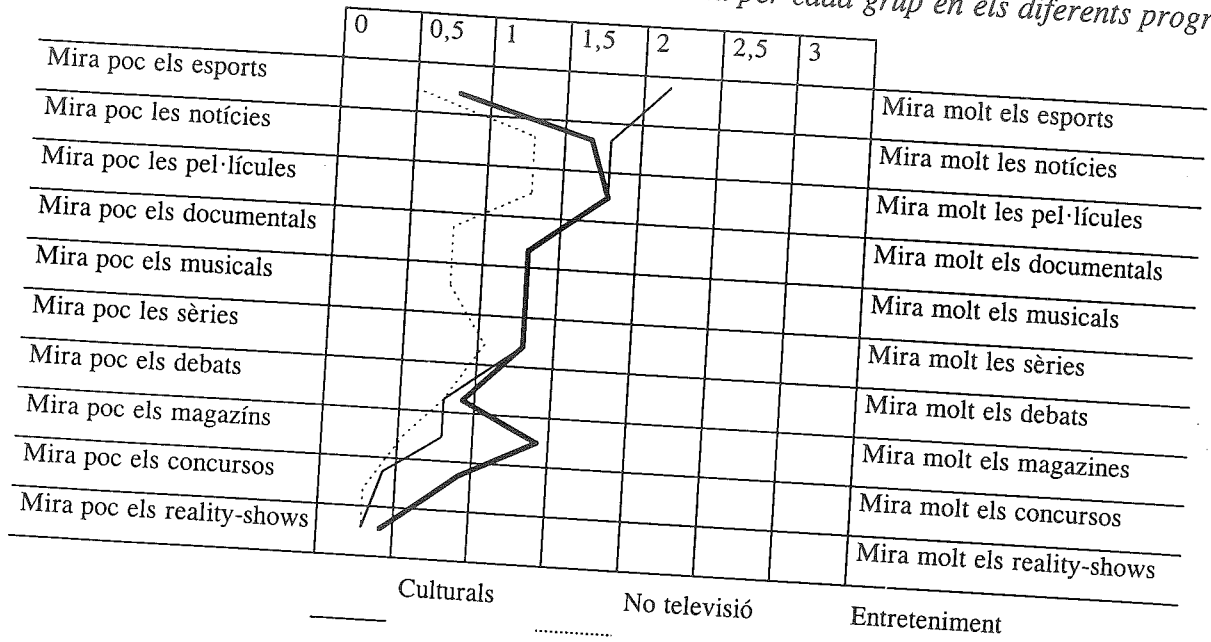 per cada grup en els diferents
0 0,5 1 1,5 2 2,5 3
Mira poc els esports
Mira molt els esports
Mira poc les notícies
Mira molt les notícies
Mira poc les pel·lícules
Mira molt les pel·lícules
Mira poc els documentals
Mira molt els documentals
Mira poc els musicals
Mira molt els musicals
Mira poc les sèries
Mira molt les sèries
Mira poc els debats
Mira molt els debats
Mira poc els magazíns
Mira molt els magazines
Mira poc els concursos
Mira molt els concursos
Mira poc els reality-shows
Mira molt els reality-shows
Culturals No televisió Entreteniment